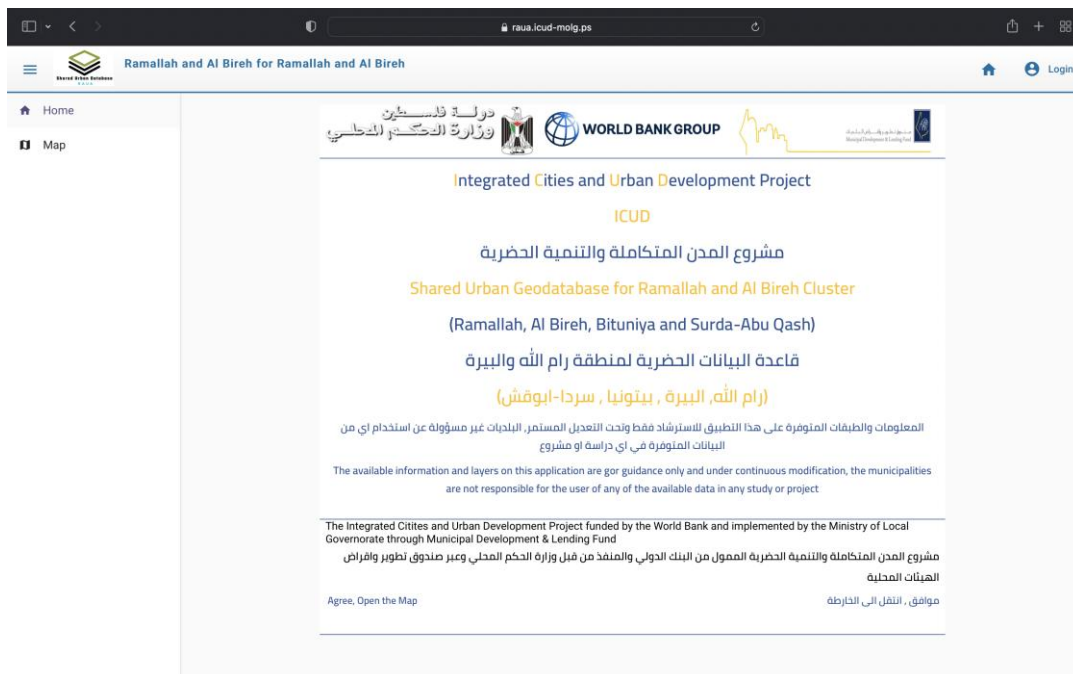 raua.icud-molg.ps
Shared Urban Database
RAUA
Ramallah and Al Bireh for Ramallah and Al Bireh
Login
Home
Map
دولة فلسطين
وزارة الحكم المحلي
WORLD BANK GROUP
Municipal Development & Lending Fund
Integrated Cities and Urban Development Project
ICUD
مشروع المدن المتكاملة والتنمية الحضرية
Shared Urban Geodatabase for Ramallah and Al Bireh Cluster
(Ramallah, Al Bireh, Bituniya and Surda-Abu Qash)
قاعدة البيانات الحضرية لمنطقة رام الله والبيرة
(رام الله, البيرة , بيتونيا , سردا-ابوقش)
المعلومات والطبقات المتوفرة على هذا التطبيق للاسترشاد فقط وتحت التعديل المستمر, البلديات غير مسؤولة عن استخدام اي من
البيانات المتوفرة في اي دراسة او مشروع
The available information and layers on this application are gor guidance only and under continuous modification, the municipalities
are not responsible for the user of any of the available data in any study or project
The Integrated Citites and Urban Development Project funded by the World Bank and implemented by the Ministry of Local
Governorate through Municipal Development & Lending Fund
مشروع المدن المتكاملة والتنمية الحضرية الممول من البنك الدولي والمنفذ من قبل وزارة الحكم المحلي وعبر صندوق تطوير واقراض
الهيئات المحلية
Agree, Open the Map
موافق , انتقل الى الخارطة